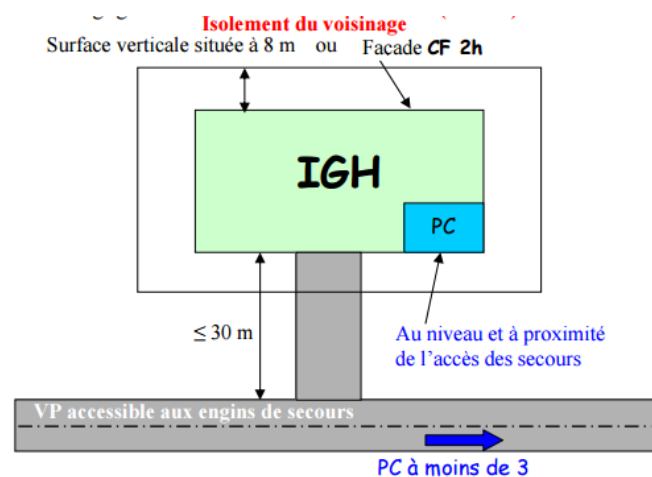 Isolement du voisinage
Surface verticale située à 8 m ou Façade CF 2h
IGH
PC
≤ 30 m
Au niveau et à proximité
de l'accès des secours
VP accessible aux engins de secours
PC à moins de 3